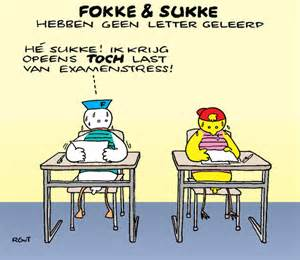 FOKKE & SUKKE
HEBBEN GEEN LETTER GELEERD
HÉ SUKKE! IK KRIJG
OPEENS TOCH LAST
VAN EXAMENSTRESS!
F
RGvT